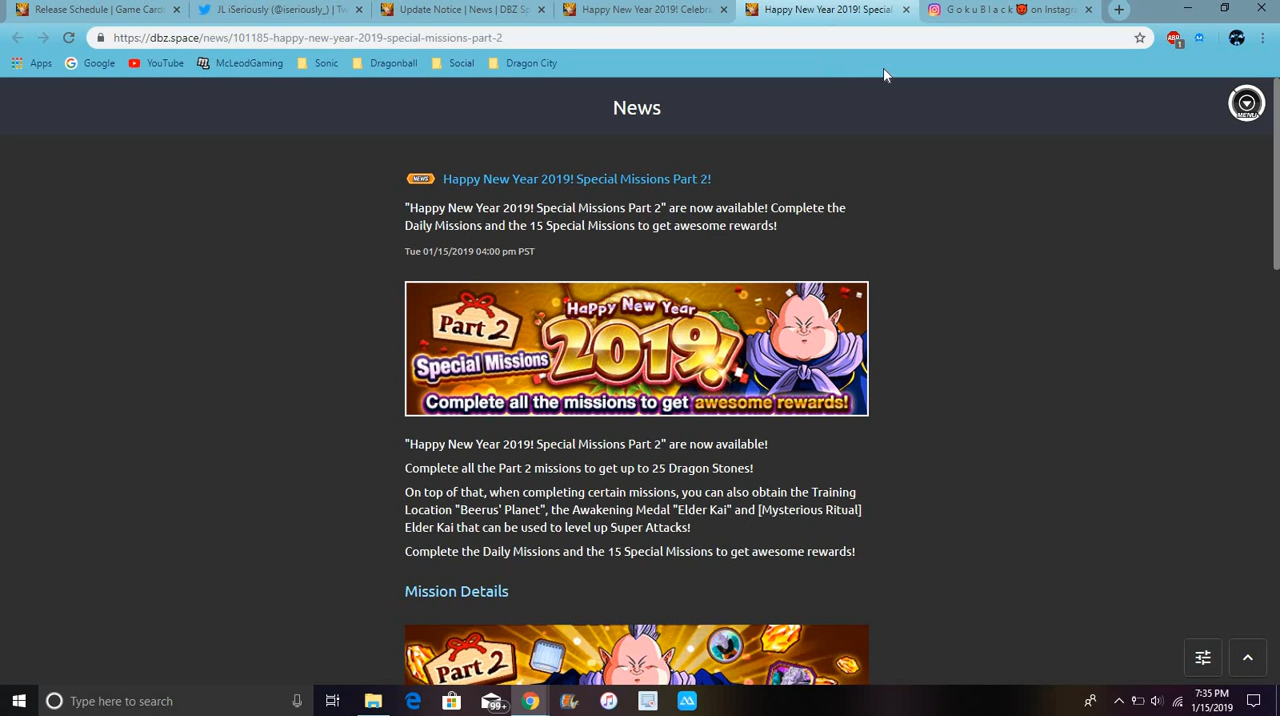 Release Schedule | Game Cards
JL iSeriously (@iseriously_) | Tw
Update Notice | News | DBZ Sp
Happy New Year 2019! Celebra
Happy New Year 2019! Special
G o k u B l a c k on Instagra
https://dbz.space/news/101185-happy-new-year-2019-special-missions-part-2
ABP
1
Apps
Google
YouTube
McLeodGaming
Sonic
Dragonball
Social
Dragon City
News
MENU
NEWS
Happy New Year 2019! Special Missions Part 2!
"Happy New Year 2019! Special Missions Part 2" are now available! Complete the
Daily Missions and the 15 Special Missions to get awesome rewards!
Tue 01/15/2019 04:00 pm PST
Part 2
Special Missions
Happy New Year
2019!
Complete all the missions to get awesome rewards!
"Happy New Year 2019! Special Missions Part 2" are now available!
Complete all the Part 2 missions to get up to 25 Dragon Stones!
On top of that, when completing certain missions, you can also obtain the Training
Location "Beerus' Planet", the Awakening Medal "Elder Kai" and [Mysterious Ritual]
Elder Kai that can be used to level up Super Attacks!
Complete the Daily Missions and the 15 Special Missions to get awesome rewards!
Mission Details
Part 2
Type here to search
99+
7:35 PM
1/15/2019